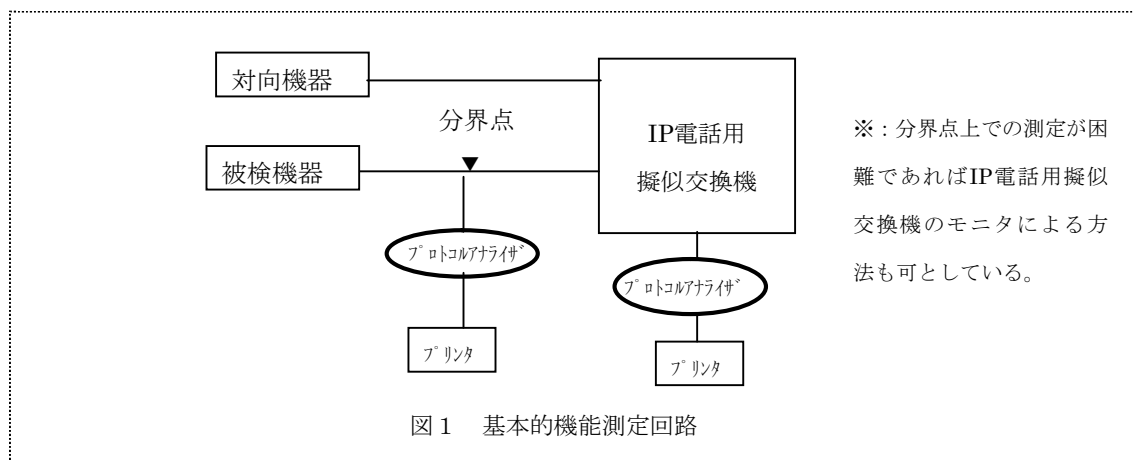 対向機器
分界点
被検機器
IP電話用
擬似交換機
※：分界点上での測定が困
難であればIP電話用擬似
交換機のモニタによる方
法も可としている。
ﾌﾟﾛﾄｺﾙｱﾅﾗｲｻﾞ
ﾌﾟﾛﾄｺﾙｱﾅﾗｲｻﾞ
ﾌﾟﾘﾝﾀ
ﾌﾟﾘﾝﾀ
図１　基本的機能測定回路